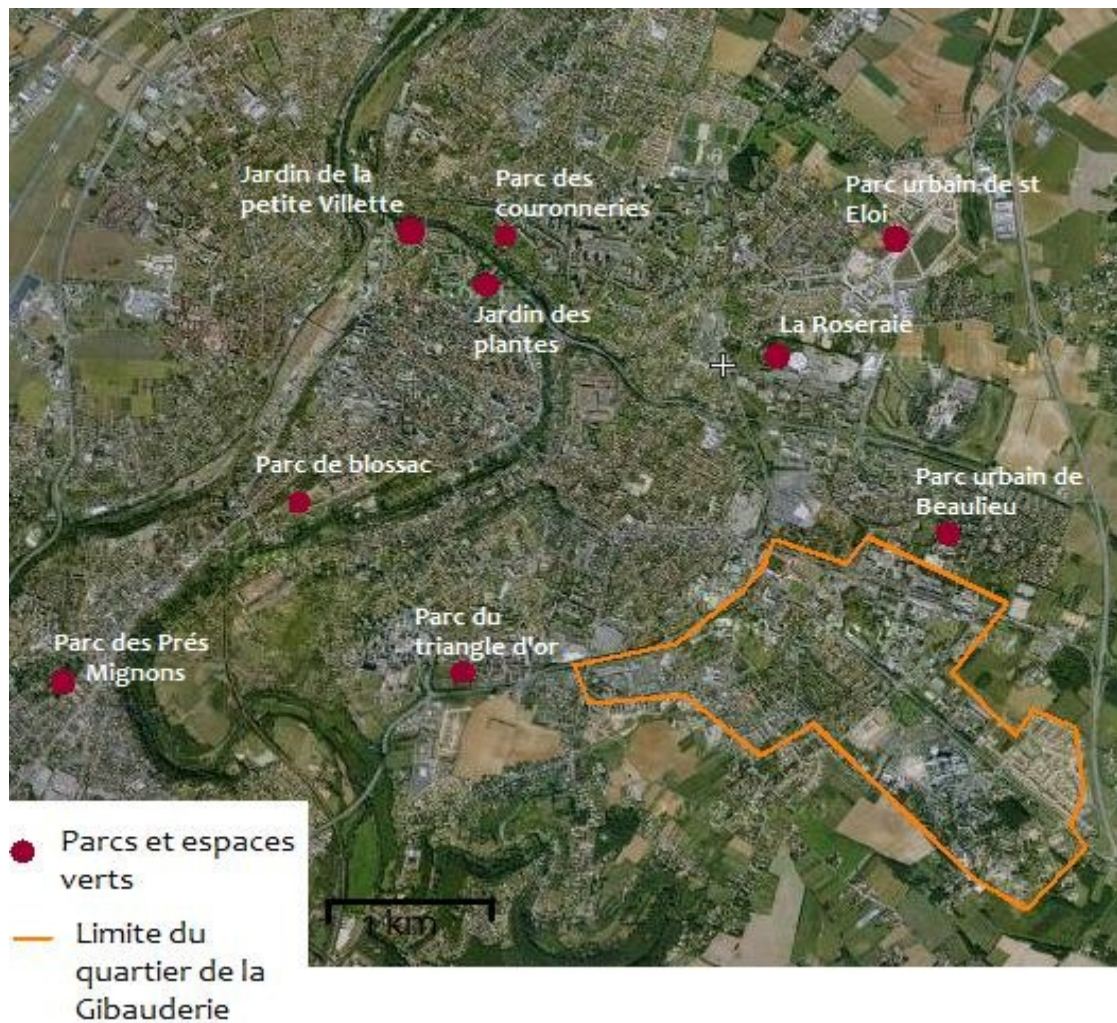 Jardin de la
petite Villette
Parc des
couronneries
Parc urbain de st
Eloi
Jardin des
plantes
La Roseraie
Parc de blossac
Parc urbain de
Beaulieu
Parc du
triangle d'or
Parc des Prés
Mignons
Parcs et espaces
verts
1 km
Limite du
quartier de la
Gibauderie